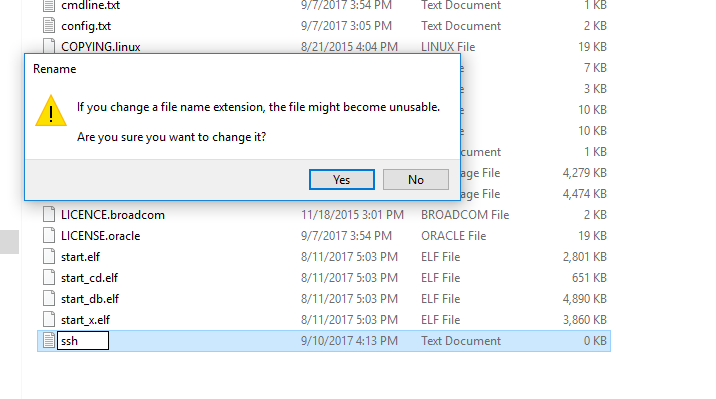 cmdline.txt 9/7/2017 3:54 PM Text Document 1 KB
config.txt 9/7/2017 3:05 PM Text Document 2 KB
COPYING.linux 8/21/2015 4:04 PM LINUX File 19 KB
Rename
File 7 KB
If you change a file name extension, the file might become unusable.
File 3 KB
File 10 KB
Are you sure you want to change it?
File 10 KB
ocument 1 KB
Yes No
age File 4,279 KB
age File 4,474 KB
LICENCE.broadcom 11/18/2015 3:01 PM BROADCOM File 2 KB
LICENSE.oracle 9/7/2017 3:54 PM ORACLE File 19 KB
start.elf 8/11/2017 5:03 PM ELF File 2,801 KB
start_cd.elf 8/11/2017 5:03 PM ELF File 651 KB
start_db.elf 8/11/2017 5:03 PM ELF File 4,890 KB
start_x.elf 8/11/2017 5:03 PM ELF File 3,860 KB
ssh 9/10/2017 4:13 PM Text Document 0 KB